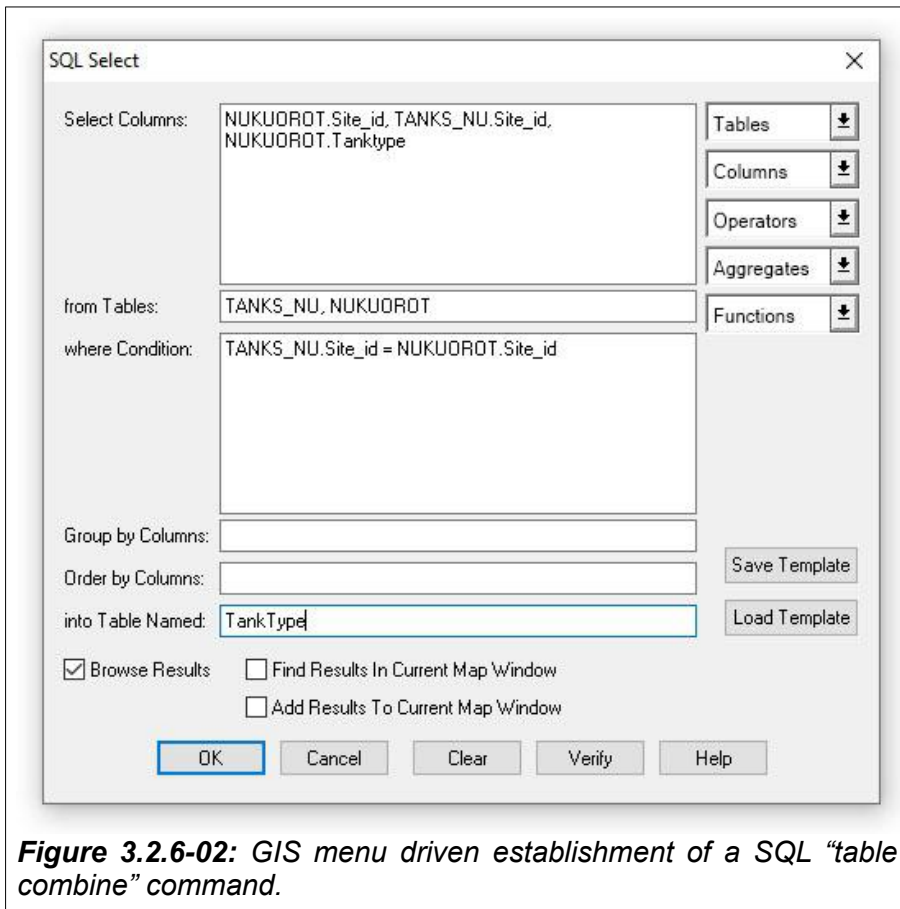 SQL Select
Select Columns:
NUKUOROT.Site_id, TANKS_NU.Site_id,
NUKUOROT.Tanktype
Tables
Columns
Operators
Aggregates
Functions
from Tables:
TANKS_NU, NUKUOROT
where Condition:
TANKS_NU.Site_id = NUKUOROT.Site_id
Group by Columns:
Order by Columns:
into Table Named:
TankType
Save Template
Load Template
Browse Results
Find Results In Current Map Window
Add Results To Current Map Window
OK
Cancel
Clear
Verify
Help
Figure 3.2.6-02: GIS menu driven establishment of a SQL “table
combine” command.